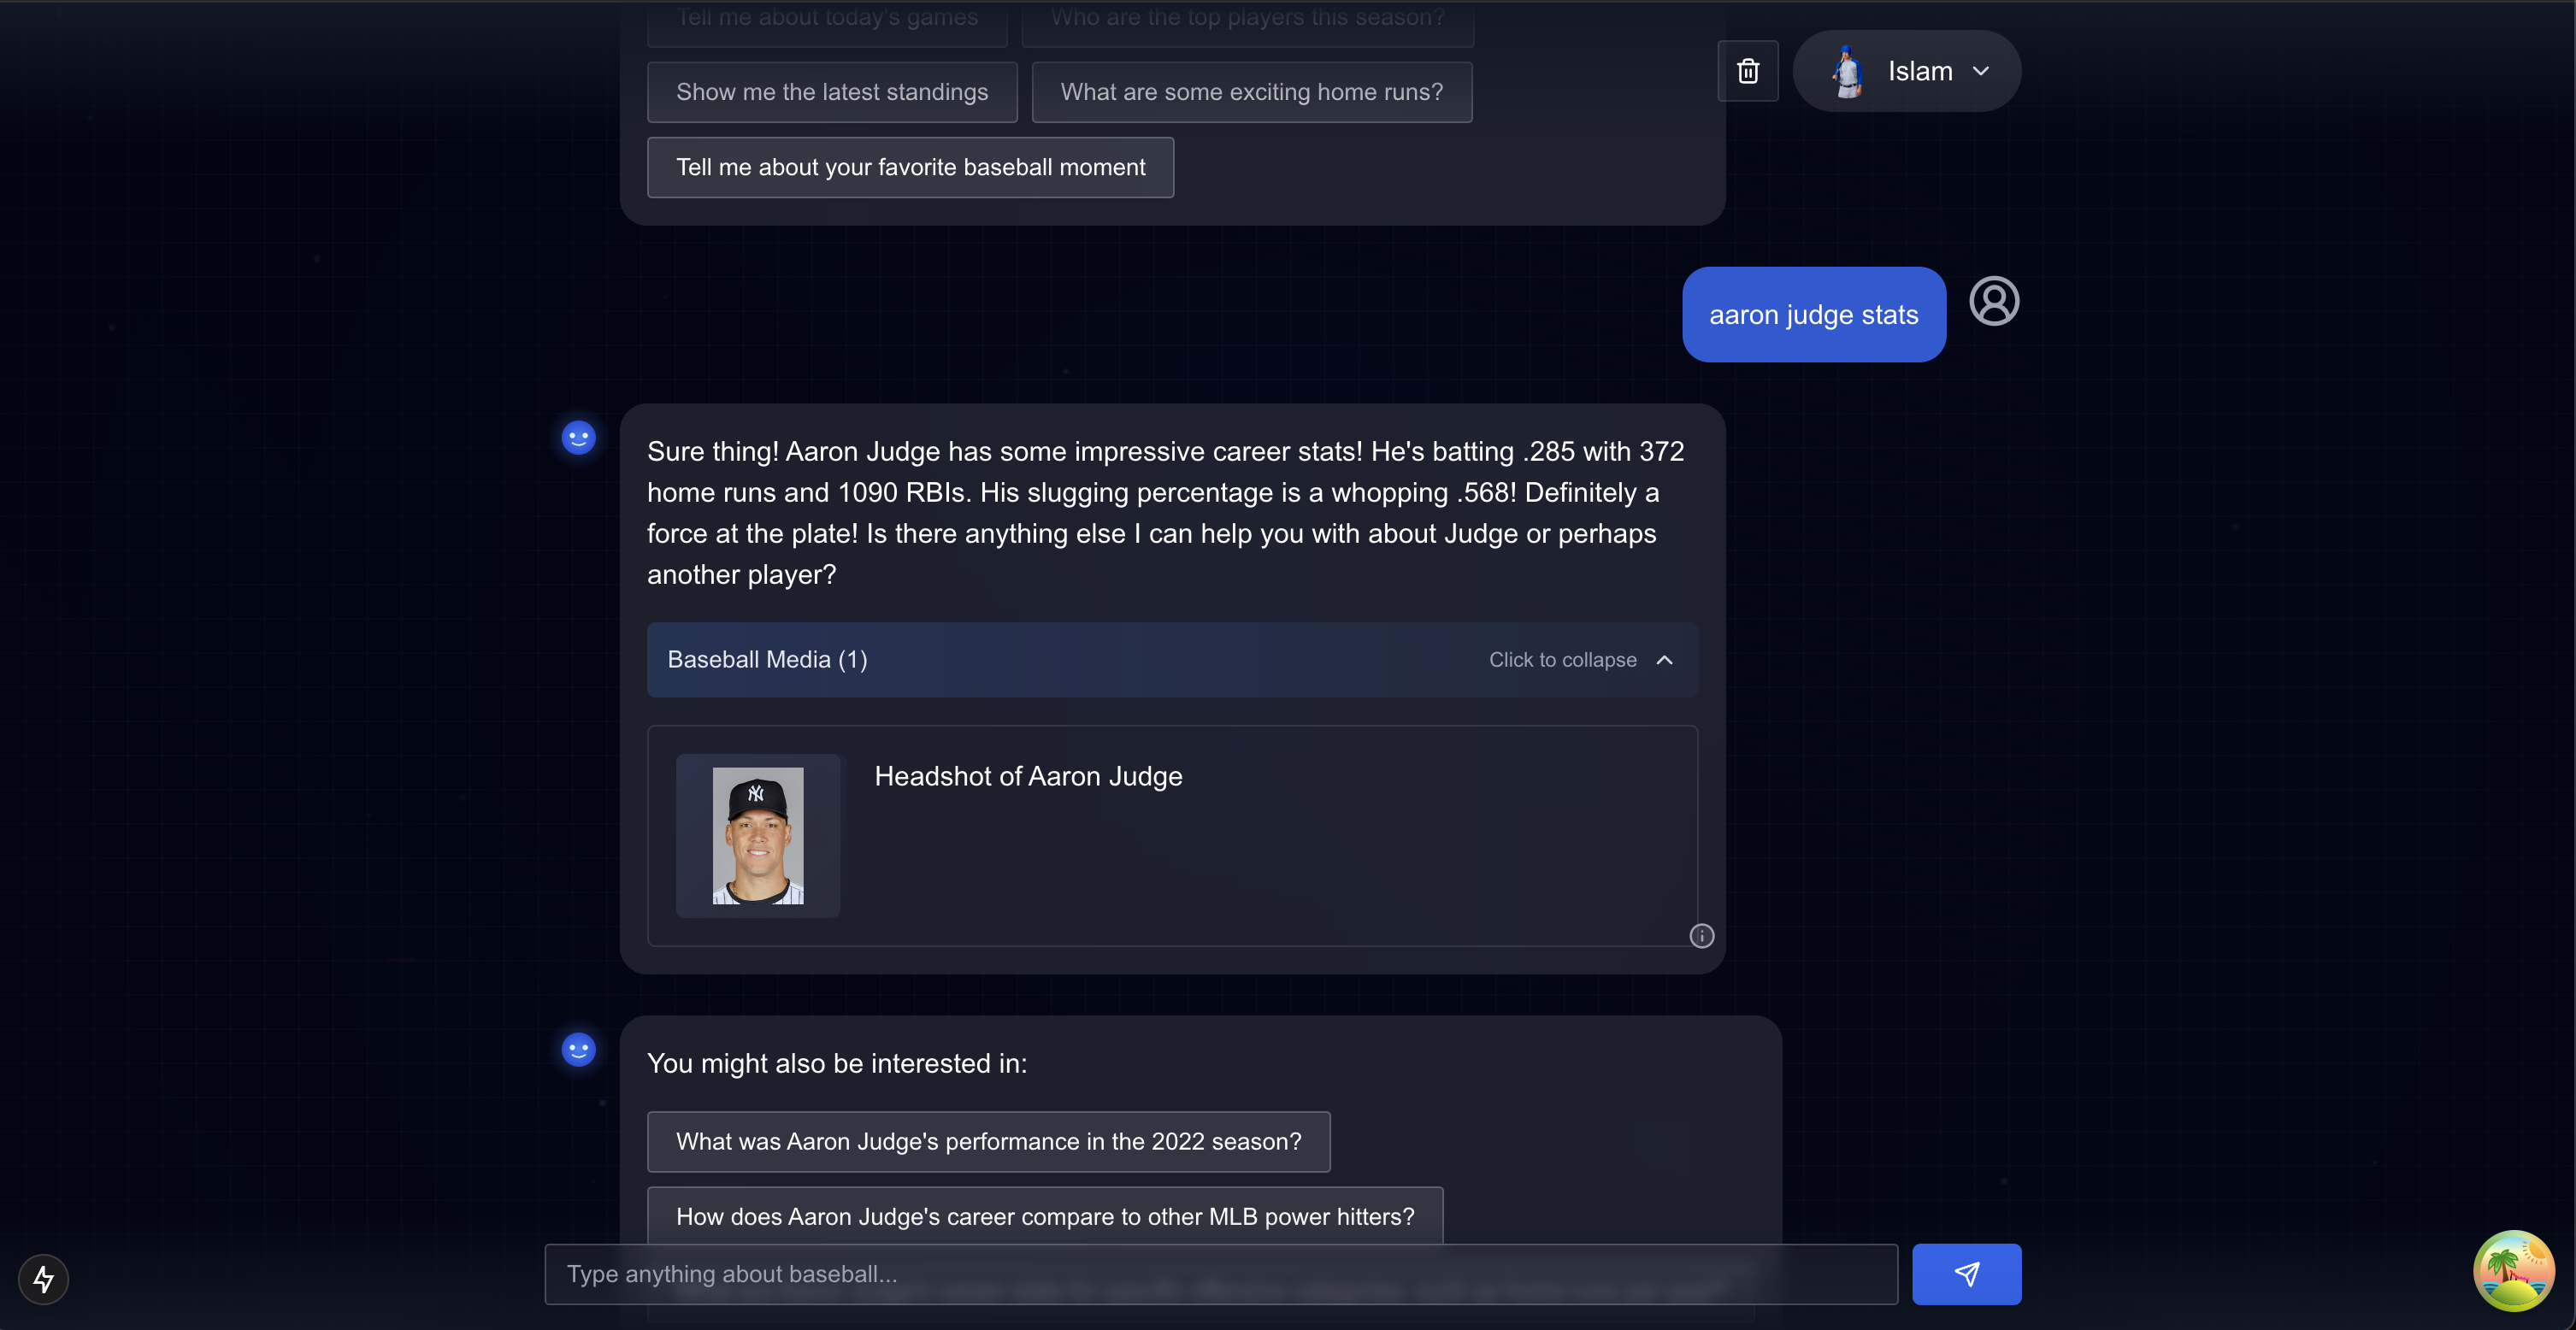 Tell me about today's games
Who are the top players this season?
Show me the latest standings
What are some exciting home runs?
Islam
Tell me about your favorite baseball moment
aaron judge stats
Sure thing! Aaron Judge has some impressive career stats! He's batting .285 with 372
home runs and 1090 RBIs. His slugging percentage is a whopping .568! Definitely a
force at the plate! Is there anything else I can help you with about Judge or perhaps
another player?
Baseball Media (1)
Click to collapse
Headshot of Aaron Judge
NY
You might also be interested in:
What was Aaron Judge's performance in the 2022 season?
How does Aaron Judge's career compare to other MLB power hitters?
Type anything about baseball...